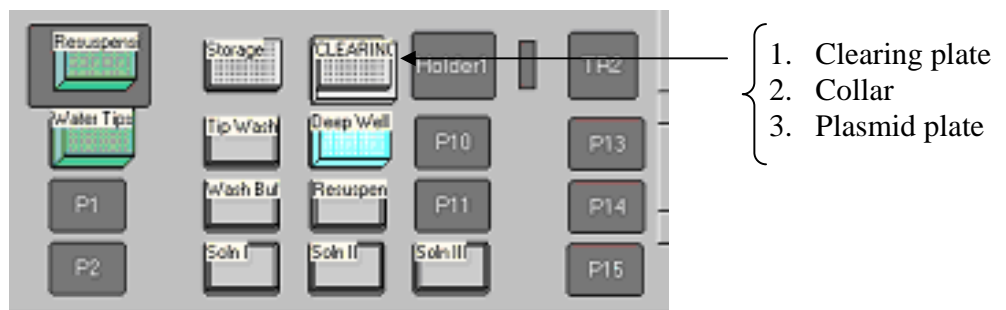 Resuspensi
Storage
CLEARING
Holder1
TR2
1. Clearing plate
2. Collar
3. Plasmid plate
Water Tips
Tip Wash
Deep Well
P10
P13
P1
Wash Buf
Resuspen
P11
P14
P2
Soln I
Soln II
Soln III
P15